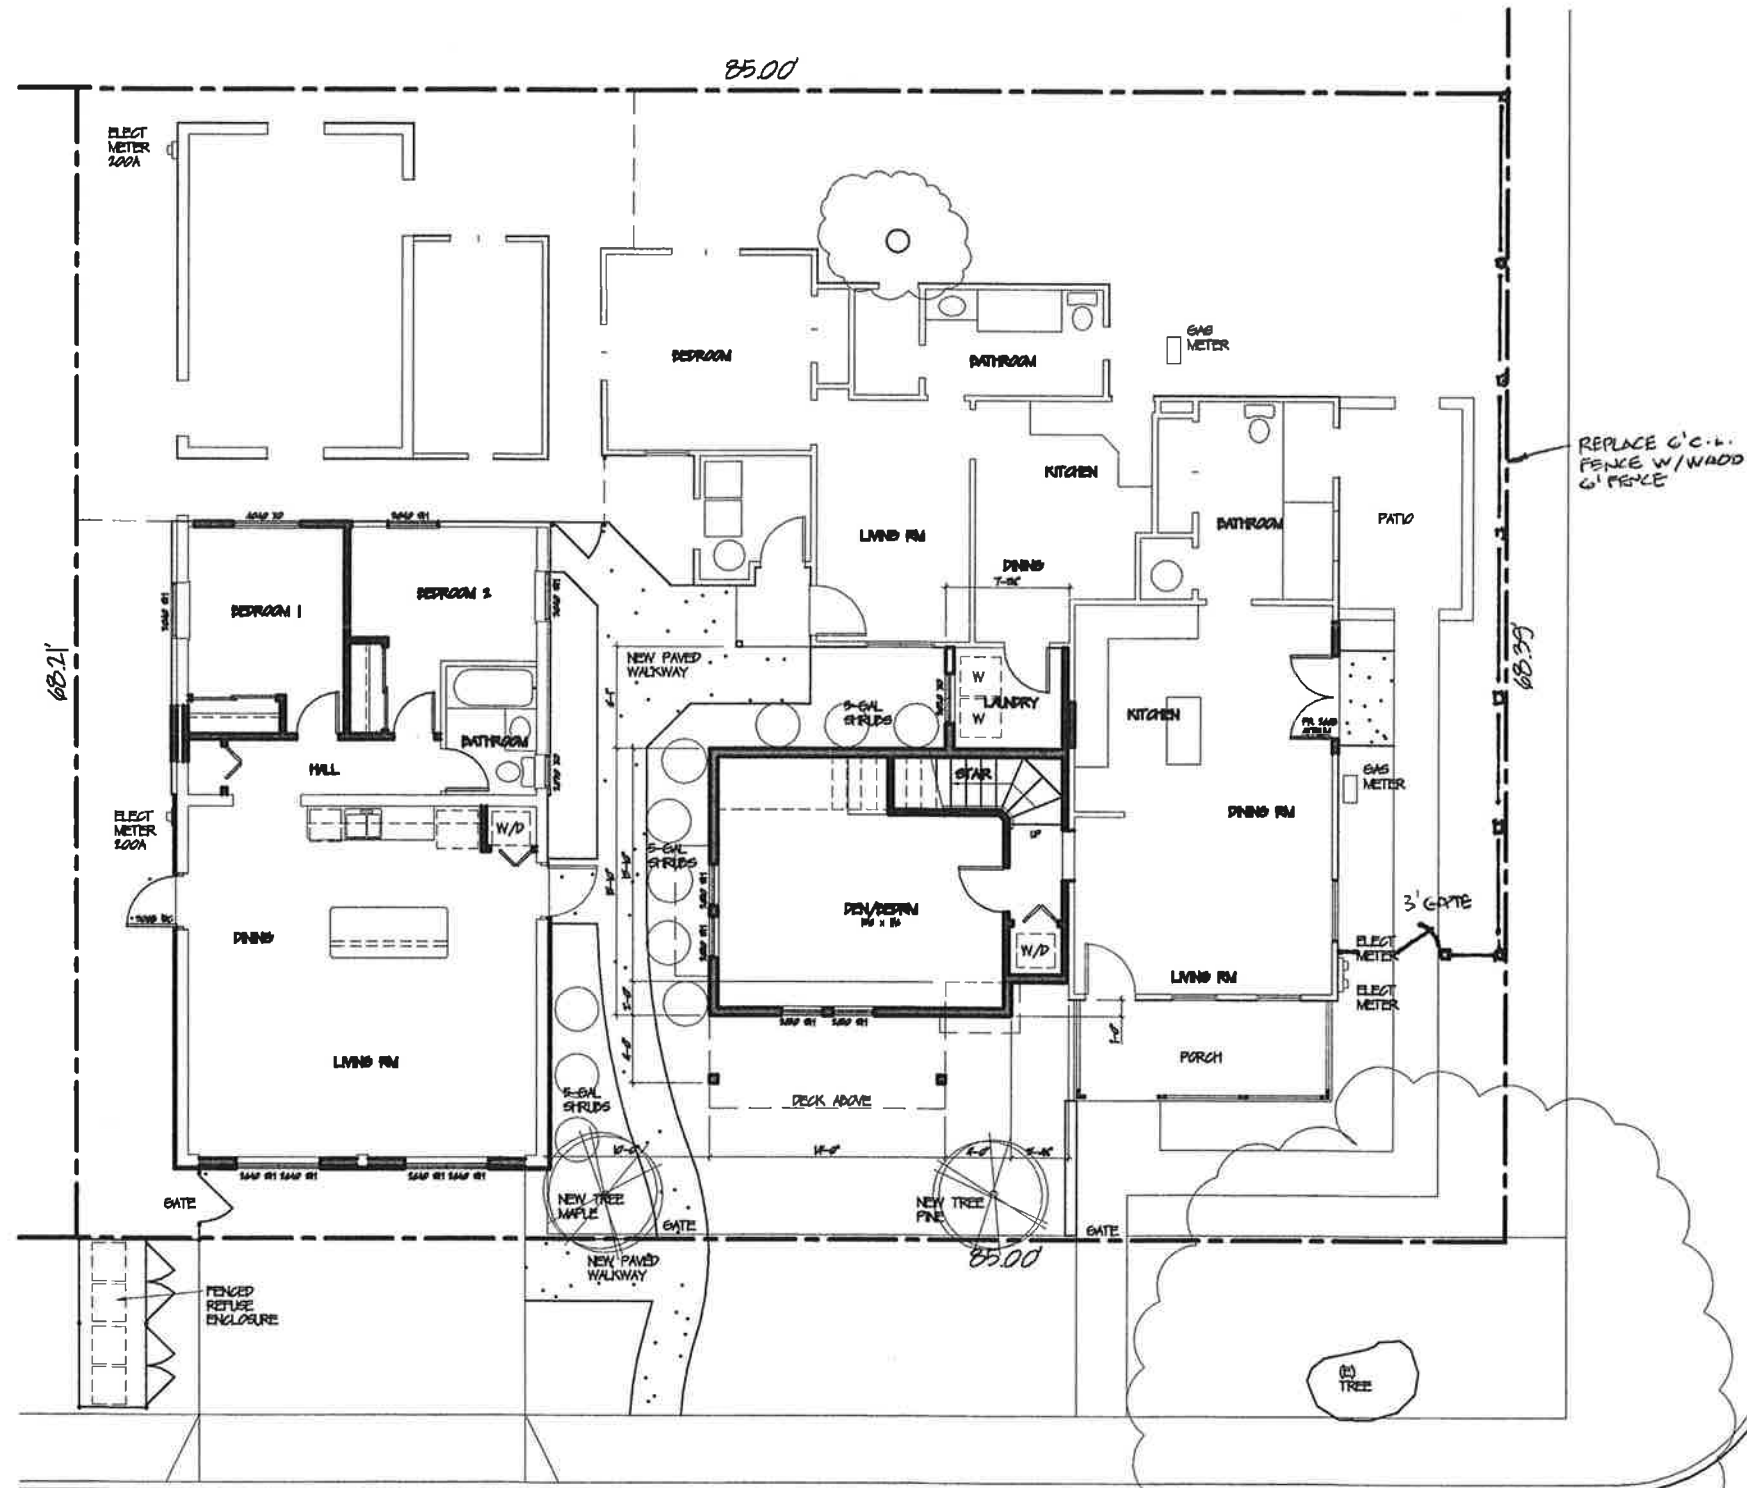 85.00'
ELECT
METER
200A
GAS
METER
BEDROOM
BATHROOM
REPLACE 6' C.L.
FENCE W/WOOD
6' FENCE
KITCHEN
PATIO
BATHROOM
LIVING RM
DINING
BEDROOM 1
BEDROOM 2
68.21'
68.39'
NEW PAVED
WALKWAY
W
W
LAUNDRY
5-GAL
SHRUBS
KITCHEN
BATHROOM
HALL
STAIR
UP
GAS
METER
DINING RM
ELECT
METER
200A
W/D
5-GAL
SHRUBS
3' GATE
DEN/BEDRM
DINING
W/D
ELECT
METER
LIVING RM
ELECT
METER
LIVING RM
PORCH
5-GAL
SHRUBS
DECK ABOVE
GATE
NEW TREE
MAPLE
GATE
NEW TREE
PINE
GATE
85.00'
NEW PAVED
WALKWAY
FENCED
REFUSE
ENCLOSURE
(E)
TREE